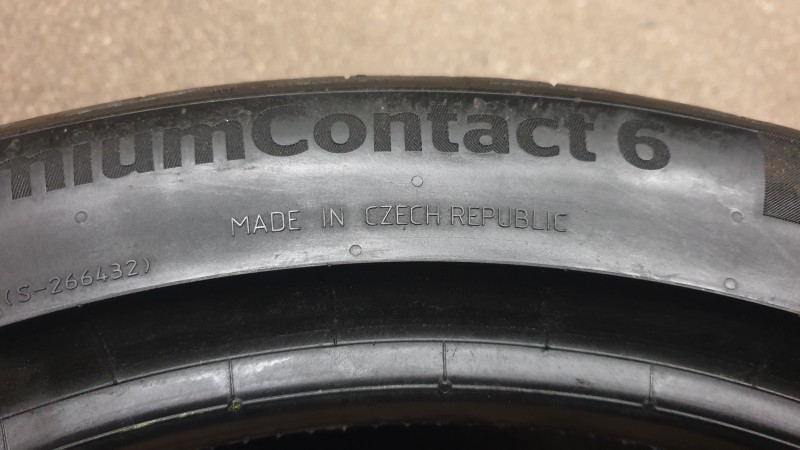 miumContact 6
MADE IN CZECH REPUBLIC
(S-266432)